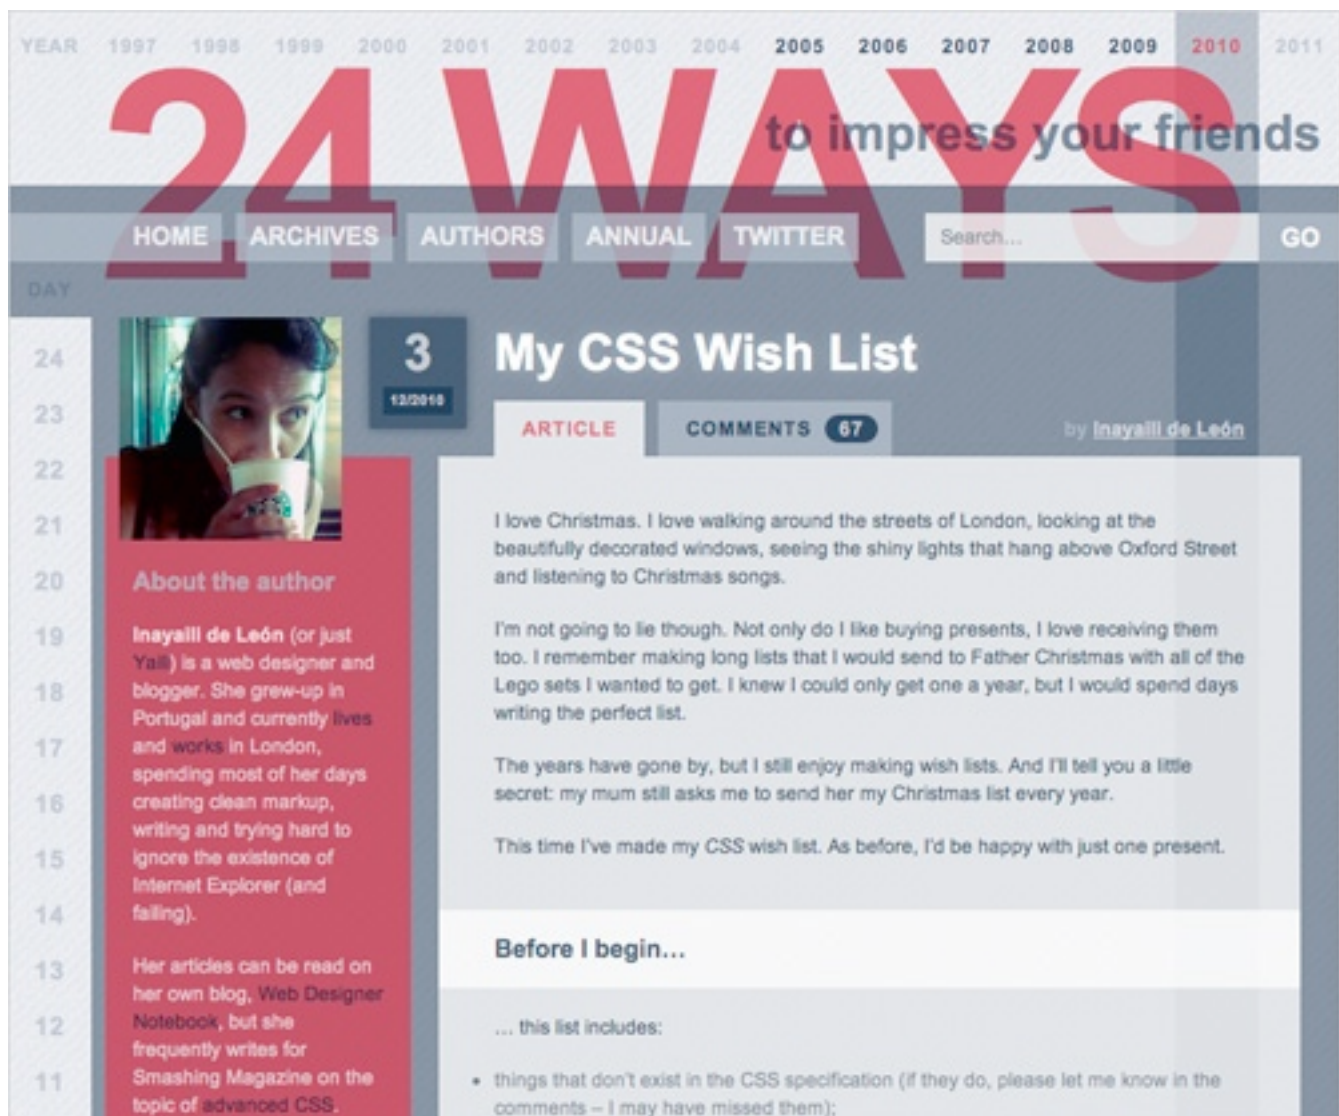 YEAR 1997 1998 1999 2000 2001 2002 2003 2004 2005 2006 2007 2008 2009 2010 2011
24 WAYS
to impress your friends
HOME ARCHIVES AUTHORS ANNUAL TWITTER Search... GO
DAY
24
23
22
21
20
19
18
17
16
15
14
13
12
11
3
12/2010
My CSS Wish List
ARTICLE COMMENTS 67
by Inayaili de León
About the author
Inayaili de León (or just
Yaili) is a web designer and
blogger. She grew-up in
Portugal and currently lives
and works in London,
spending most of her days
creating clean markup,
writing and trying hard to
ignore the existence of
Internet Explorer (and
failing).
Her articles can be read on
her own blog, Web Designer
Notebook, but she
frequently writes for
Smashing Magazine on the
topic of advanced CSS.
I love Christmas. I love walking around the streets of London, looking at the
beautifully decorated windows, seeing the shiny lights that hang above Oxford Street
and listening to Christmas songs.
I'm not going to lie though. Not only do I like buying presents, I love receiving them
too. I remember making long lists that I would send to Father Christmas with all of the
Lego sets I wanted to get. I knew I could only get one a year, but I would spend days
writing the perfect list.
The years have gone by, but I still enjoy making wish lists. And I'll tell you a little
secret: my mum still asks me to send her my Christmas list every year.
This time I've made my CSS wish list. As before, I'd be happy with just one present.
Before I begin...
... this list includes:
• things that don't exist in the CSS specification (if they do, please let me know in the
comments – I may have missed them);